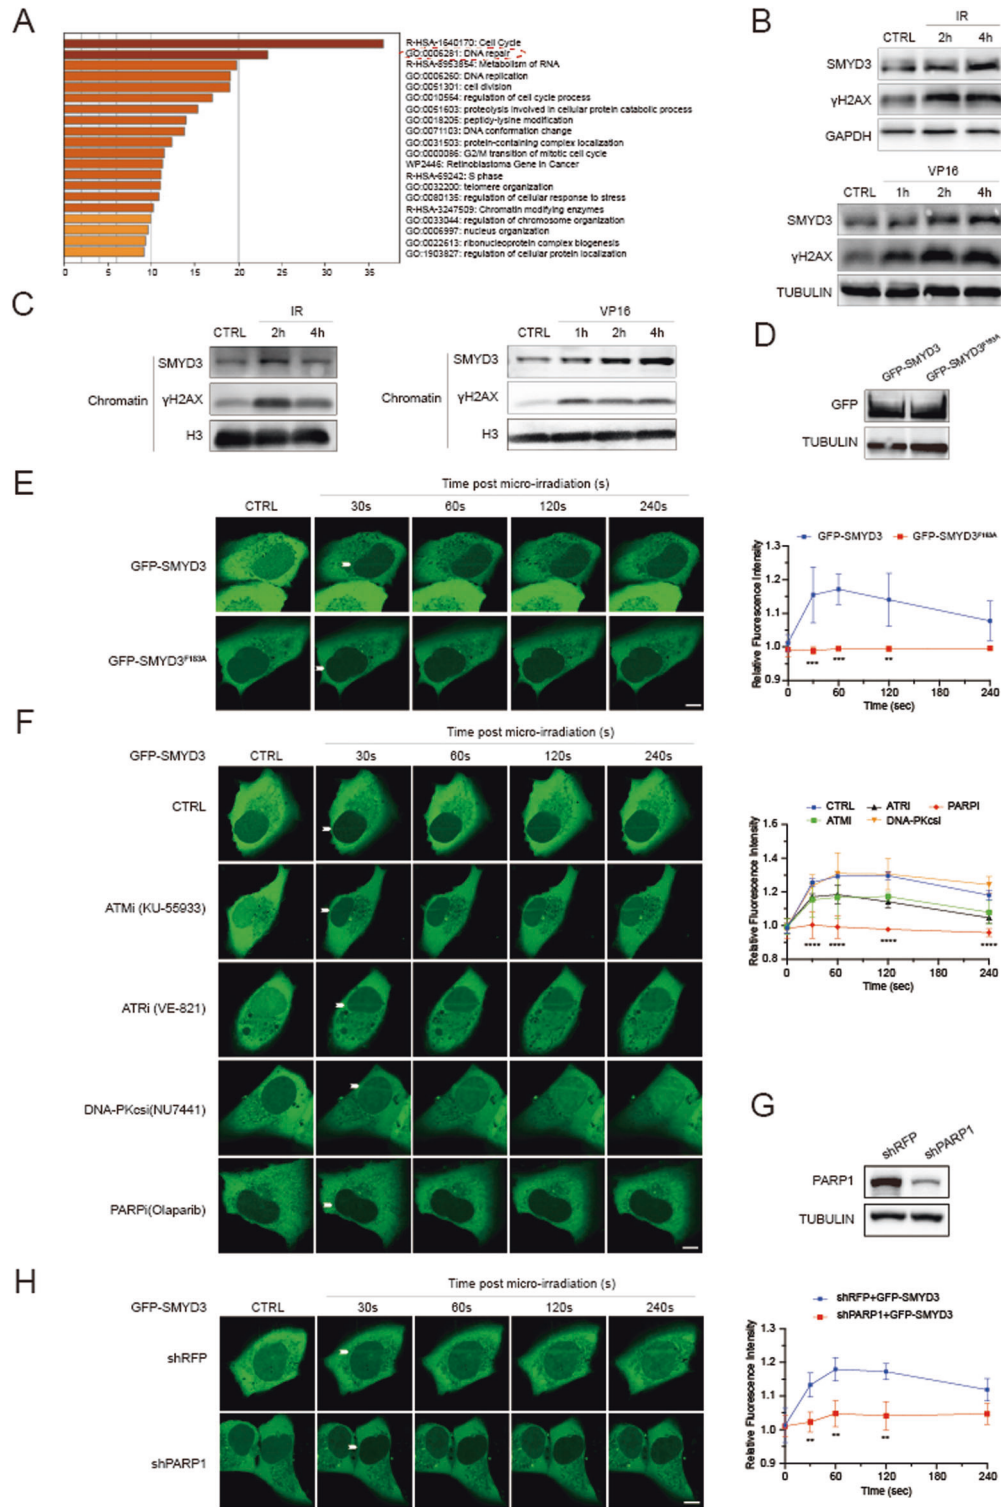 A
R-HSA-1640170: Cell Cycle
GO:0006281: DNA repair
R-HSA-8953854: Metabolism of RNA
GO:0006260: DNA replication
GO:0051301: cell division
GO:0010564: regulation of cell cycle process
GO:0051603: proteolysis involved in cellular protein catabolic process
GO:0018205: peptidy-lysine modification
GO:0071103: DNA conformation change
GO:0031503: protein-containing complex localization
GO:0000086: G2/M transition of mitotic cell cycle
WP2446: Retinoblastoma Gene in Cancer
R-HSA-69242: S phase
GO:0032200: telomere organization
GO:0080135: regulation of cellular response to stress
R-HSA-3247509: Chromatin modifying enzymes
GO:0033044: regulation of chromosome organization
GO:0006997: nucleus organization
GO:0022613: ribonucleoprotein complex biogenesis
GO:1903827: regulation of cellular protein localization
0 5 10 15 20 25 30 35
B
IR
CTRL 2h 4h
SMYD3
γH2AX
GAPDH
VP16
CTRL 1h 2h 4h
SMYD3
γH2AX
TUBULIN
C
IR
CTRL 2h 4h
SMYD3
Chromatin γH2AX
H3
VP16
CTRL 1h 2h 4h
SMYD3
Chromatin γH2AX
H3
D
GFP-SMYD3 GFP-SMYD3F183A
GFP
TUBULIN
E
Time post micro-irradiation (s)
CTRL 30s 60s 120s 240s
GFP-SMYD3
GFP-SMYD3F183A
GFP-SMYD3 GFP-SMYD3F183A
Relative Fluorescence Intensity
1.3
1.2
1.1
1.0
0.9
*** *** **
0 60 120 180 240
Time (sec)
F
Time post micro-irradiation (s)
GFP-SMYD3 CTRL 30s 60s 120s 240s
CTRL
ATMi (KU-55933)
ATRi (VE-821)
DNA-PKcsi(NU7441)
PARPi(Olaparib)
CTRL ATRI PARPI
ATMI DNA-PKcsI
Relative Fluorescence Intensity
1.6
1.4
1.2
1.0
0.8
**** **** **** ****
0 60 120 180 240
Time (sec)
G
shRFP shPARP1
PARP1
TUBULIN
H
Time post micro-irradiation (s)
GFP-SMYD3 CTRL 30s 60s 120s 240s
shRFP
shPARP1
shRFP+GFP-SMYD3
shPARP1+GFP-SMYD3
Relative Fluorescence Intensity
1.3
1.2
1.1
1.0
0.9
** ** **
0 60 120 180 240
Time (sec)